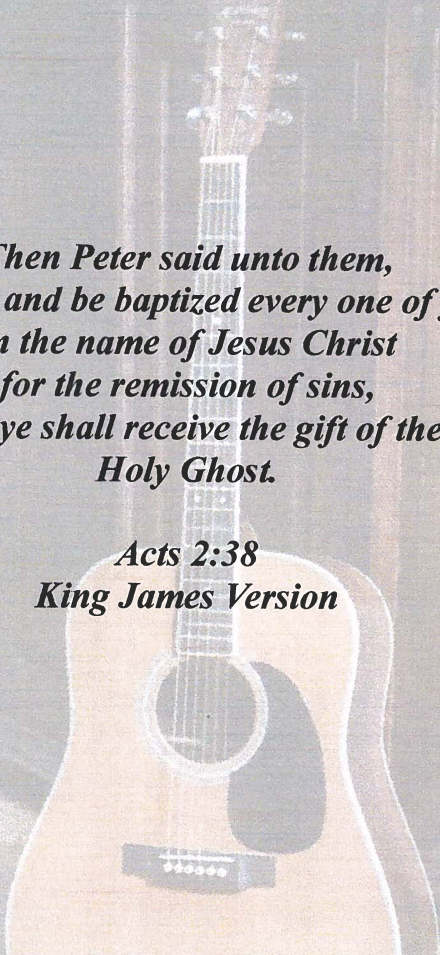 Then Peter said unto them,
and be baptized every one of
the name of Jesus Christ
for the remission of sins,
ye shall receive the gift of the
Holy Ghost.
Acts 2:38
King James Version